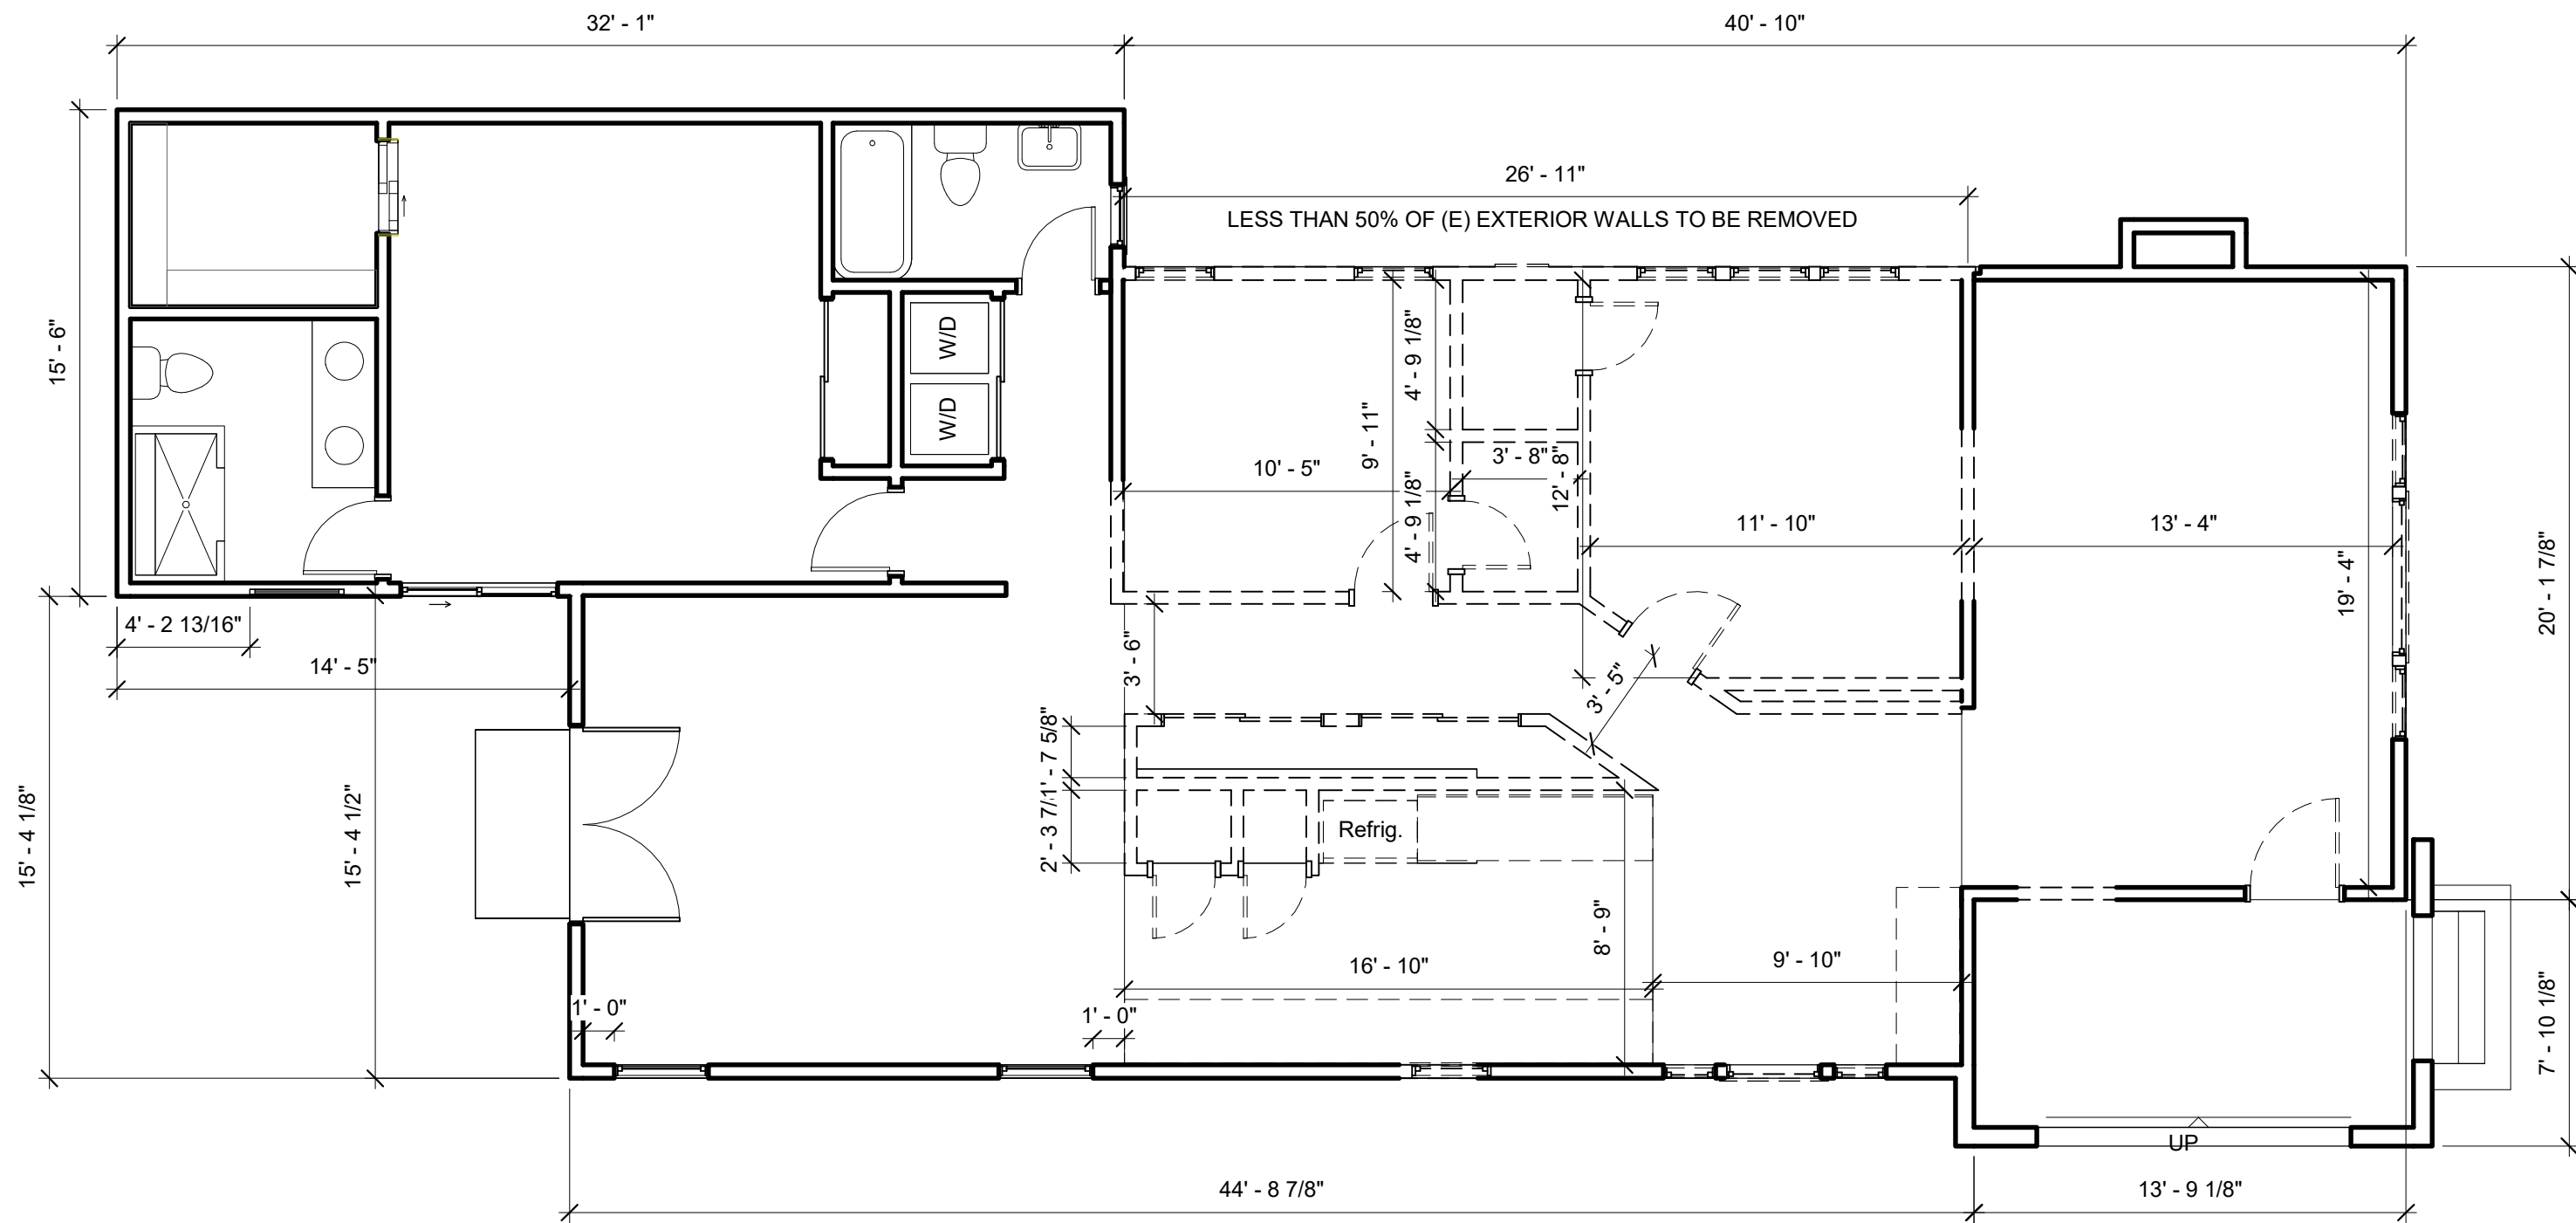 32' - 1"
40' - 10"
26' - 11"
LESS THAN 50% OF (E) EXTERIOR WALLS TO BE REMOVED
15' - 6"
W/D
W/D
4' - 9 1/8"
9' - 11"
3' - 8"
10' - 5"
12' - 8"
4' - 9 1/8"
11' - 10"
13' - 4"
19' - 4"
20' - 1 7/8"
4' - 2 13/16"
14' - 5"
3' - 6"
3' - 5"
1' - 7 5/8"
2' - 3 7/
Refrig.
15' - 4 1/8"
15' - 4 1/2"
8' - 9"
16' - 10"
9' - 10"
1' - 0"
1' - 0"
7' - 10 1/8"
UP
44' - 8 7/8"
13' - 9 1/8"